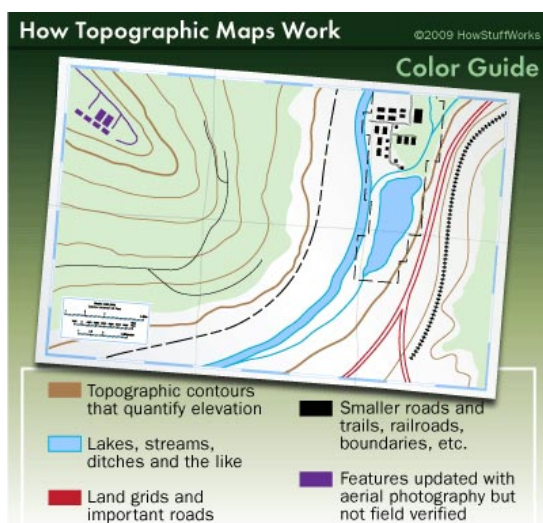 How Topographic Maps Work
©2009 HowStuffWorks
Color Guide
Topographic contours
that quantify elevation
Lakes, streams,
ditches and the like
Land grids and
important roads
Smaller roads and
trails, railroads,
boundaries, etc.
Features updated with
aerial photography but
not field verified